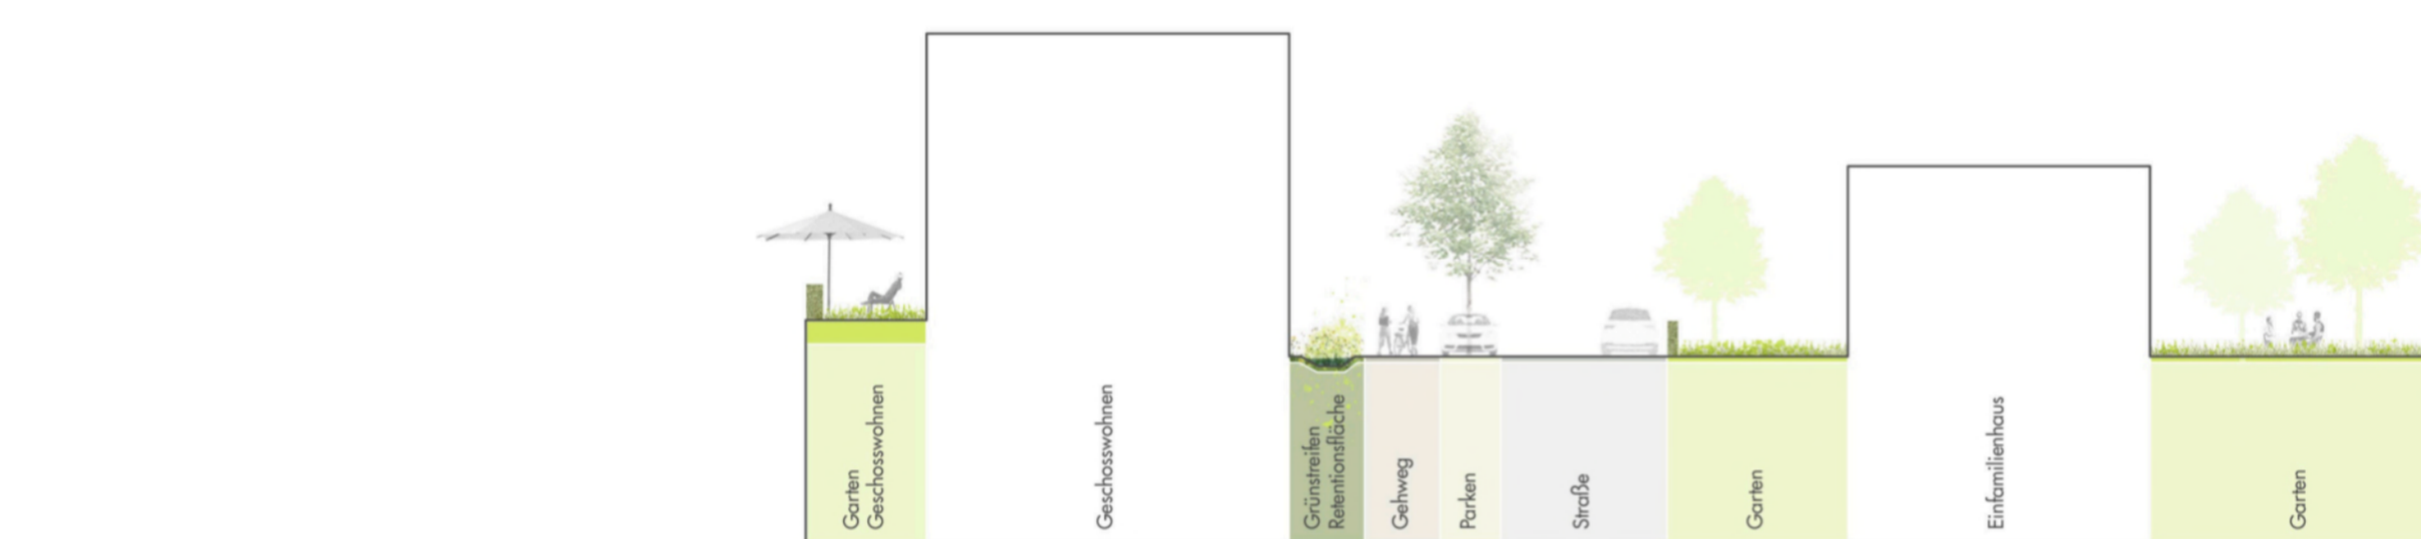 Garten
Geschosswohnen
Geschosswohnen
Grünstreifen
Retentionsfläche
Gehweg
Parken
Straße
Garten
Einfamilienhaus
Garten